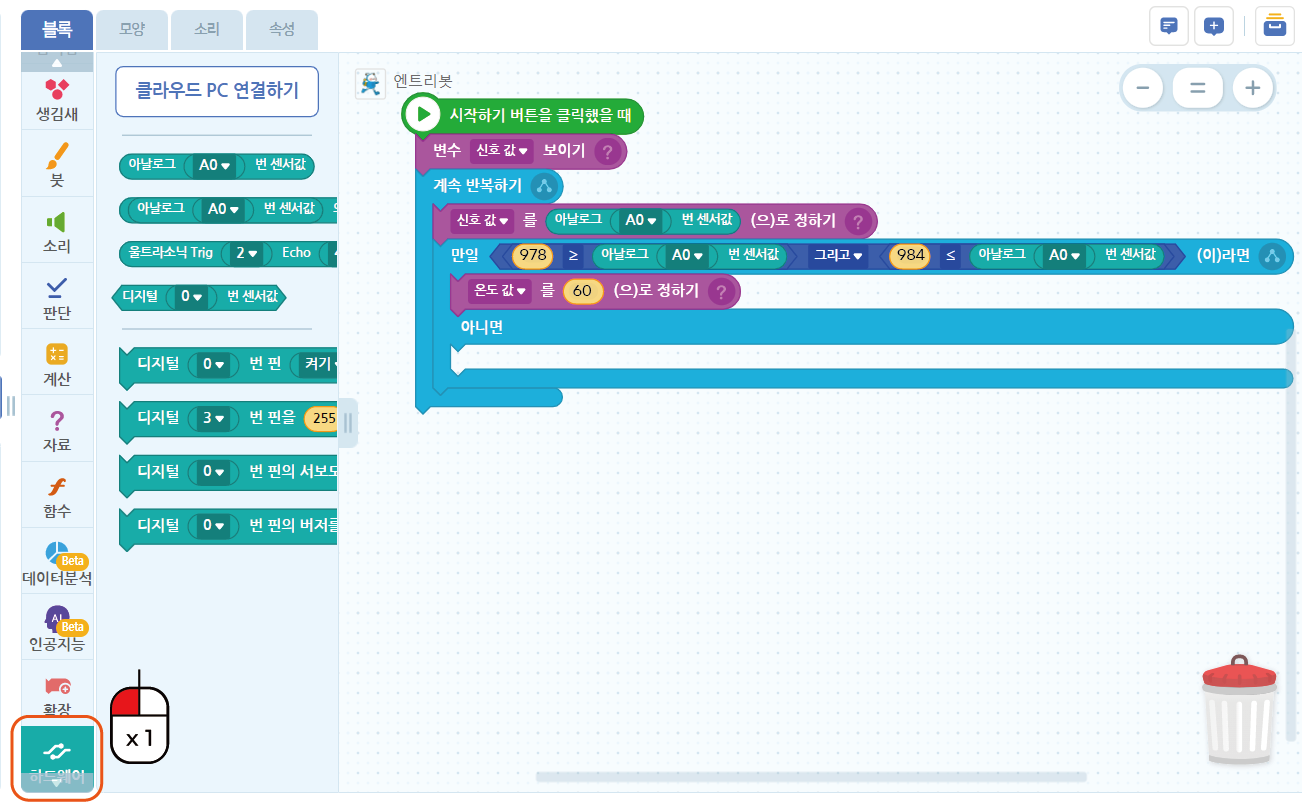 블록 모양 소리 속성
생김새
붓
소리
판단
계산
자료
함수
Beta
데이터분석
AI
Beta
인공지능
확장
하드웨어
클라우드 PC 연결하기
아날로그 A0 번 센서값
아날로그 A0 번 센서값
울트라소닉 Trig 2 Echo
디지털 0 번 센서값
디지털 0 번 핀 켜기
디지털 3 번 핀을 255
디지털 0 번 핀의 서보모
디지털 0 번 핀의 버저를
x 1
엔트리봇
시작하기 버튼을 클릭했을 때
변수 신호 값 보이기 ?
계속 반복하기
신호 값 를 아날로그 A0 번 센서값 (으)로 정하기 ?
만일 978 ≥ 아날로그 A0 번 센서값 그리고 984 ≤ 아날로그 A0 번 센서값 (이)라면
온도 값 를 60 (으)로 정하기 ?
아니면